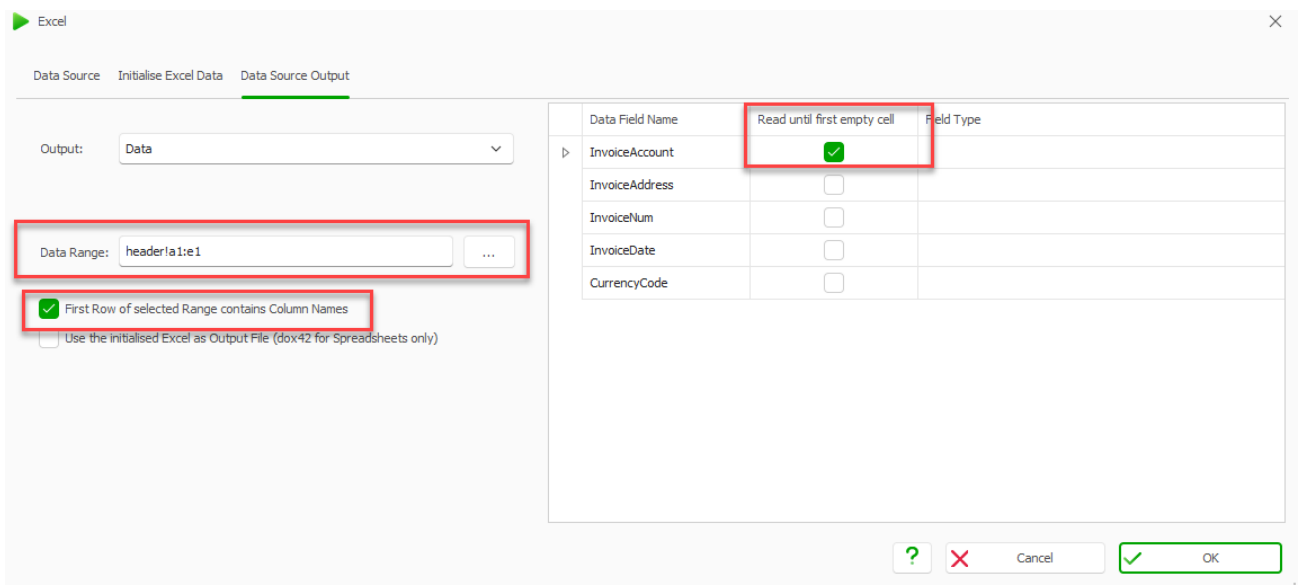 Excel
Data Source Initialise Excel Data Data Source Output
Output: Data
Data Range: header!a1:e1 ...
First Row of selected Range contains Column Names
Use the initialised Excel as Output File (dox42 for Spreadsheets only)
Data Field Name Read until first empty cell Field Type
InvoiceAccount
InvoiceAddress
InvoiceNum
InvoiceDate
CurrencyCode
? Cancel OK